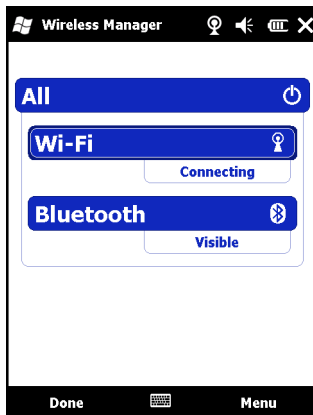 Wireless Manager
All
Wi-Fi
Connecting
Bluetooth
Visible
Done Menu